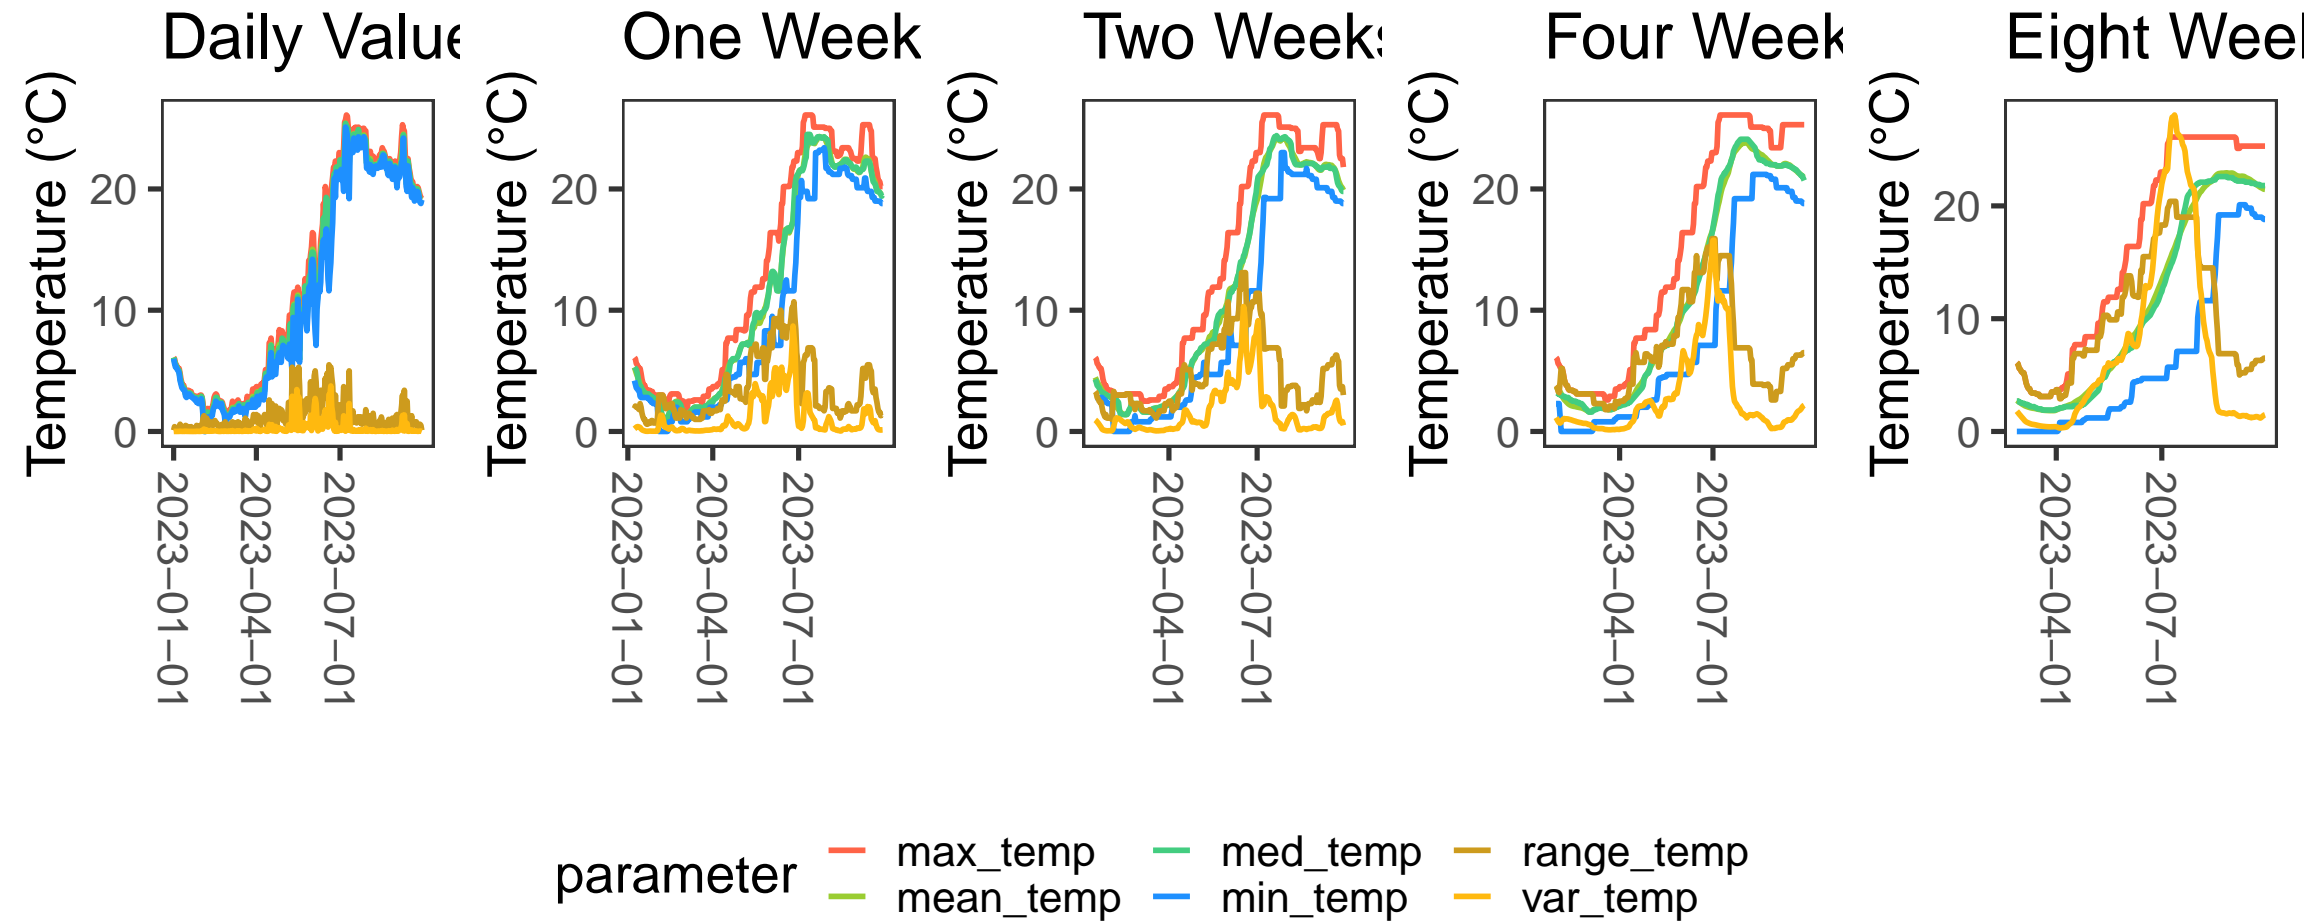 Daily Value
One Week
Two Weeks
Four Week
Eight Weel
Temperature (°C)
20
10
0
2023−01−01
2023−04−01
2023−07−01
Temperature (°C)
20
10
0
2023−01−01
2023−04−01
2023−07−01
Temperature (°C)
20
10
0
2023−04−01
2023−07−01
Temperature (°C)
20
10
0
2023−04−01
2023−07−01
Temperature (°C)
20
10
0
2023−04−01
2023−07−01
parameter
max_temp
mean_temp
med_temp
min_temp
range_temp
var_temp